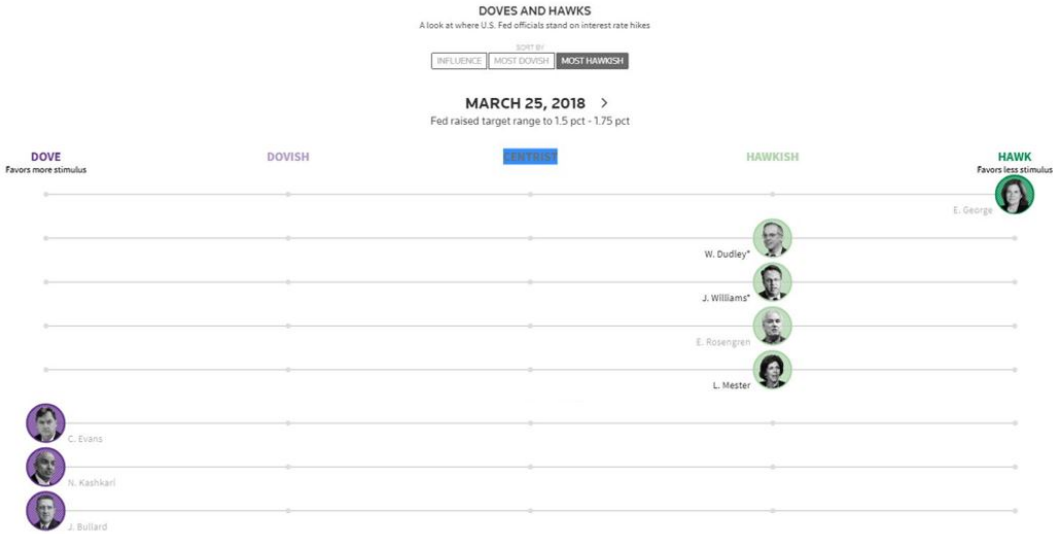 DOVES AND HAWKS
A look at where U.S. Fed officials stand on interest rate hikes
SORT BY
INFLUENCE MOST DOVISH MOST HAWKISH
MARCH 25, 2018 >
Fed raised target range to 1.5 pct - 1.75 pct
DOVE DOVISH CENTRIST HAWKISH HAWK
Favors more stimulus Favors less stimulus
E. George
W. Dudley*
J. Williams*
E. Rosengren
L. Mester
C. Evans
N. Kashkari
J. Bullard